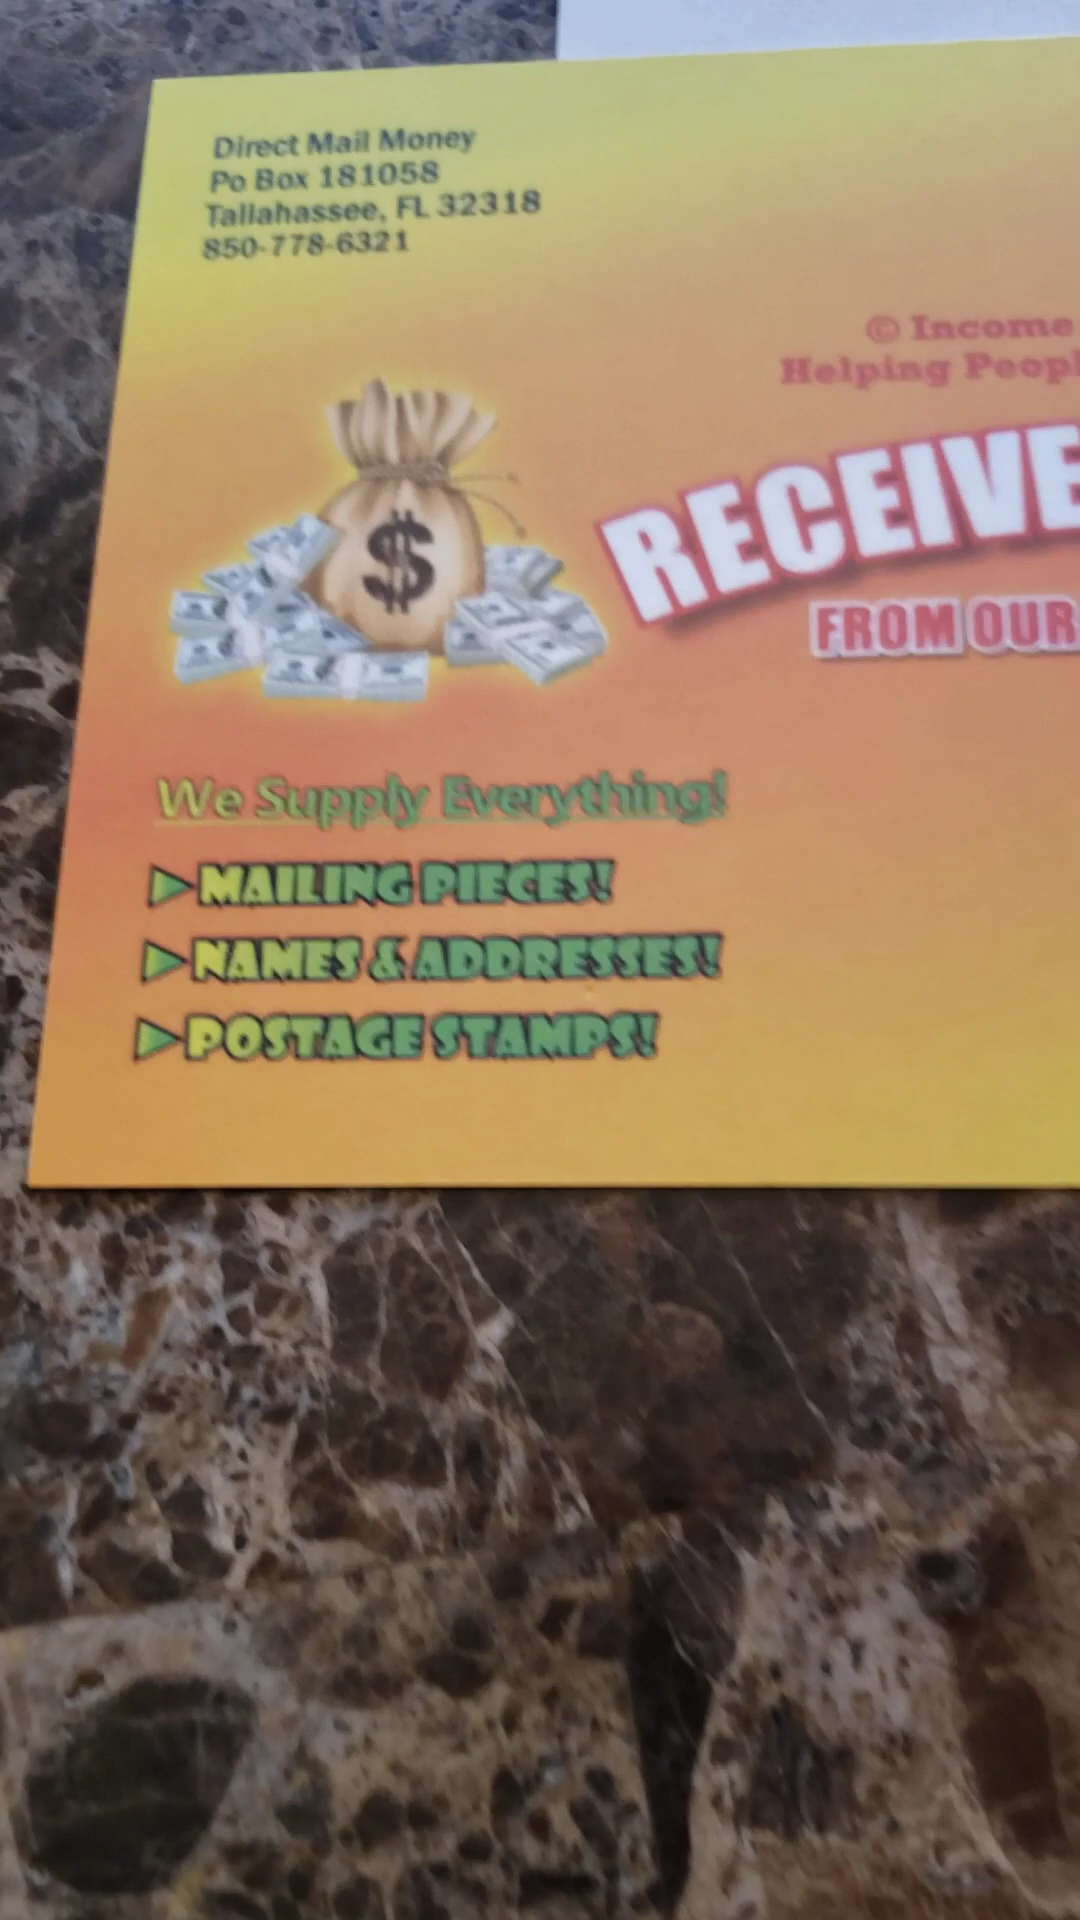 Direct Mail Money
Po Box 181058
Tallahassee, FL 32318
850-778-6321
© Income
Helping Peopl
RECEIVE
FROM OUR
$
We Supply Everything!
MAILING PIECES!
NAMES & ADDRESSES!
POSTAGE STAMPS!